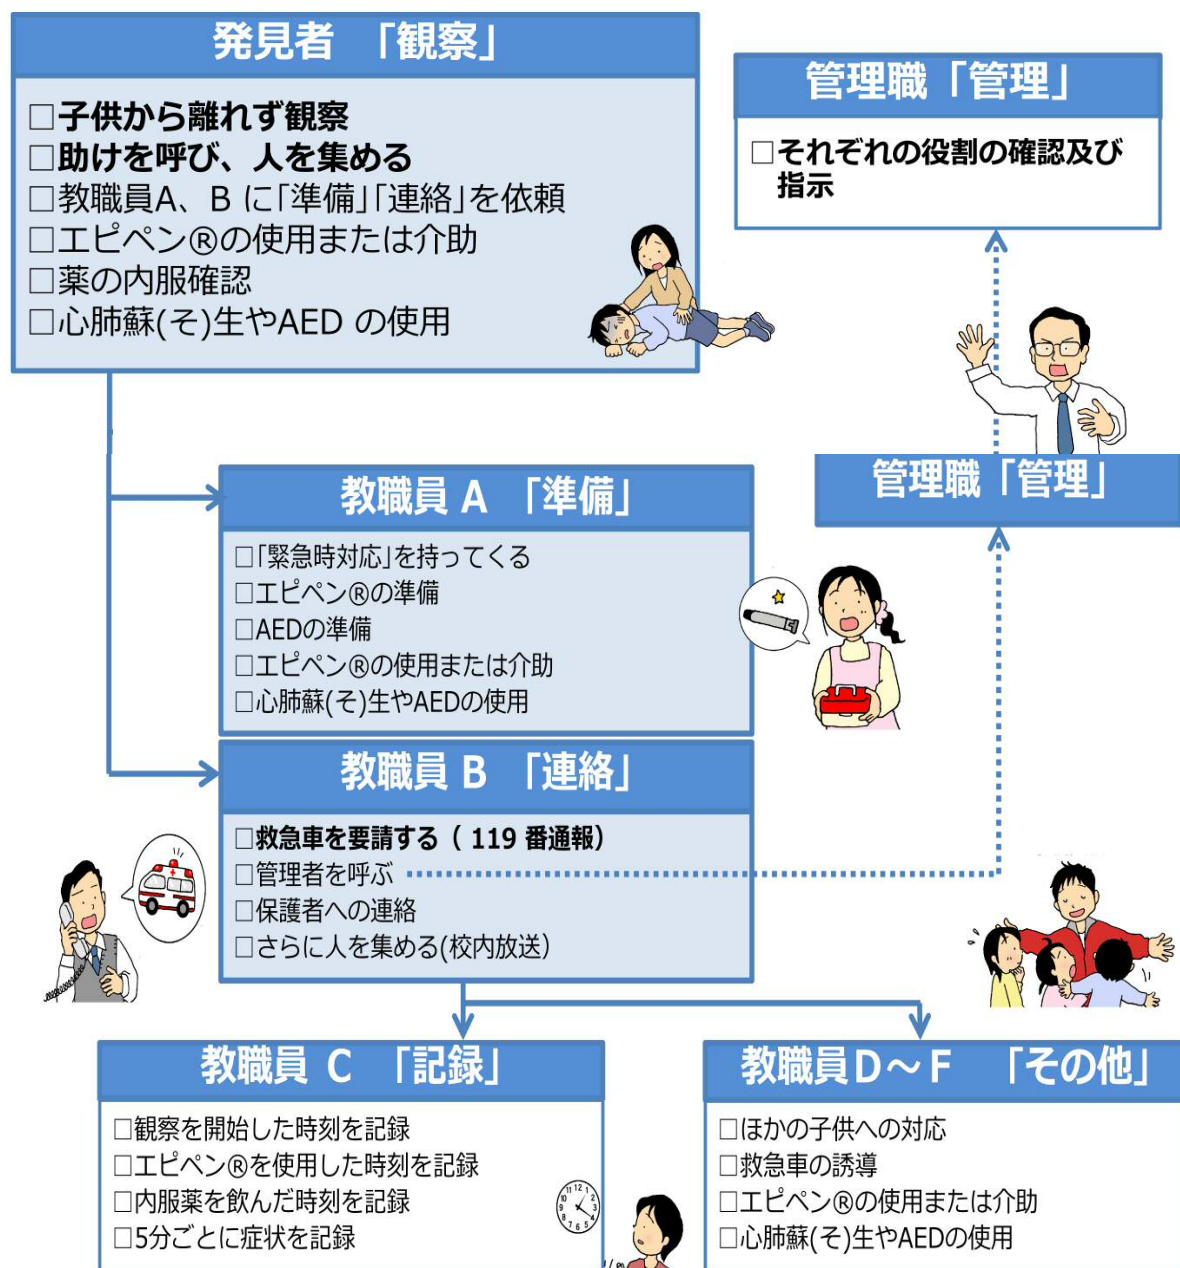 発見者 「観察」
□子供から離れず観察
□助けを呼び、人を集める
□教職員A、B に「準備」「連絡」を依頼
□エピペン®の使用または介助
□薬の内服確認
□心肺蘇(そ)生やAED の使用
管理職「管理」
□それぞれの役割の確認及び
指示
管理職「管理」
教職員 A 「準備」
□「緊急時対応」を持ってくる
□エピペン®の準備
□AEDの準備
□エピペン®の使用または介助
□心肺蘇(そ)生やAEDの使用
教職員 B 「連絡」
□救急車を要請する（ 119 番通報）
□管理者を呼ぶ
□保護者への連絡
□さらに人を集める(校内放送）
教職員 C 「記録」
□観察を開始した時刻を記録
□エピペン®を使用した時刻を記録
□内服薬を飲んだ時刻を記録
□5分ごとに症状を記録
教職員D～F 「その他」
□ほかの子供への対応
□救急車の誘導
□エピペン®の使用または介助
□心肺蘇(そ)生やAEDの使用